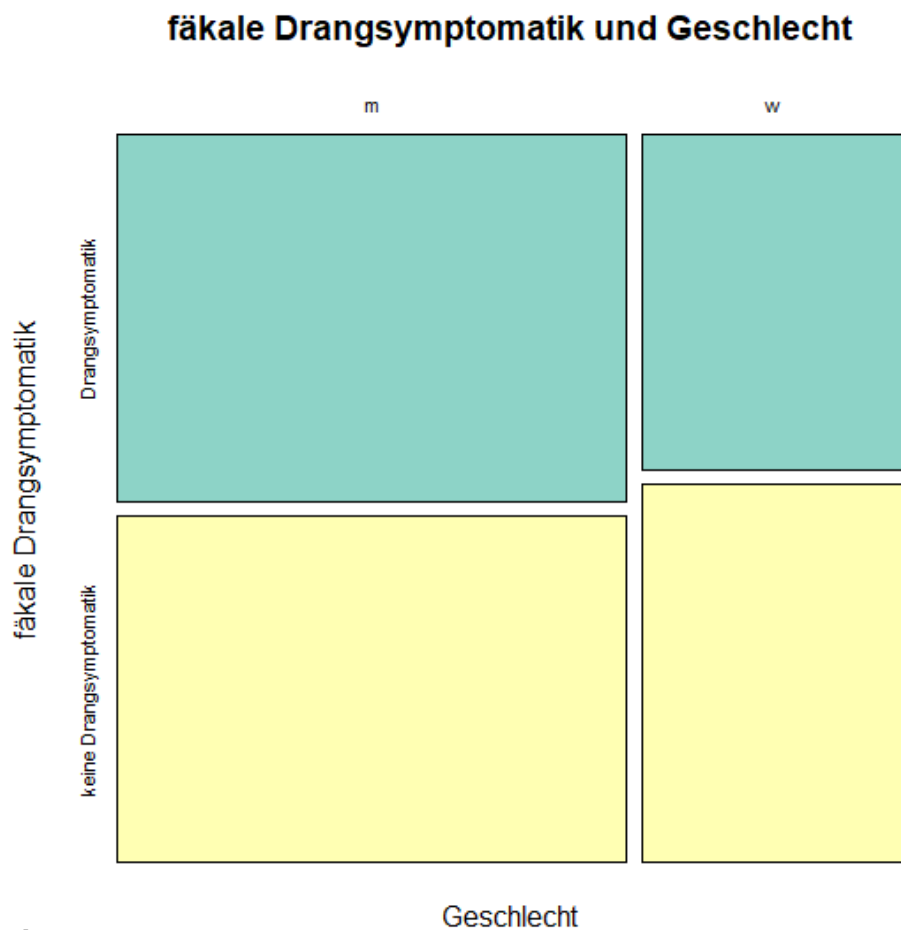 fäkale Drangsymptomatik und Geschlecht
m w
Drangsymptomatik
fäkale Drangsymptomatik
keine Drangsymptomatik
Geschlecht